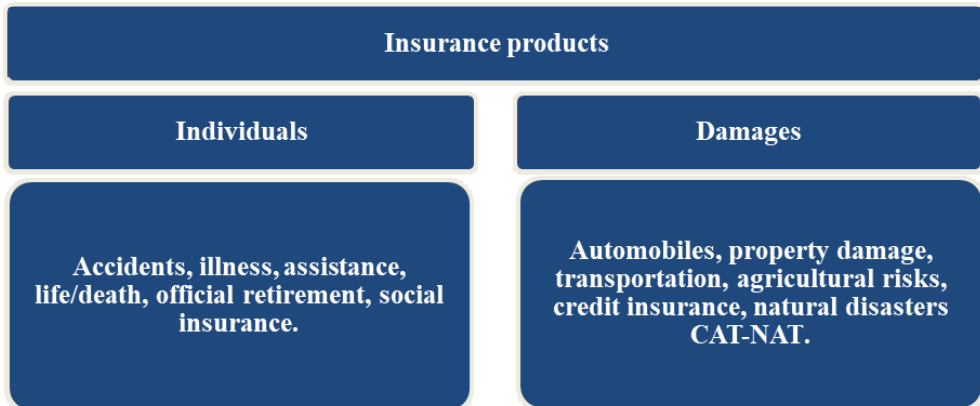 Insurance products
Individuals
Damages
Accidents, illness, assistance,
life/death, official retirement, social
insurance.
Automobiles, property damage,
transportation, agricultural risks,
credit insurance, natural disasters
CAT-NAT.